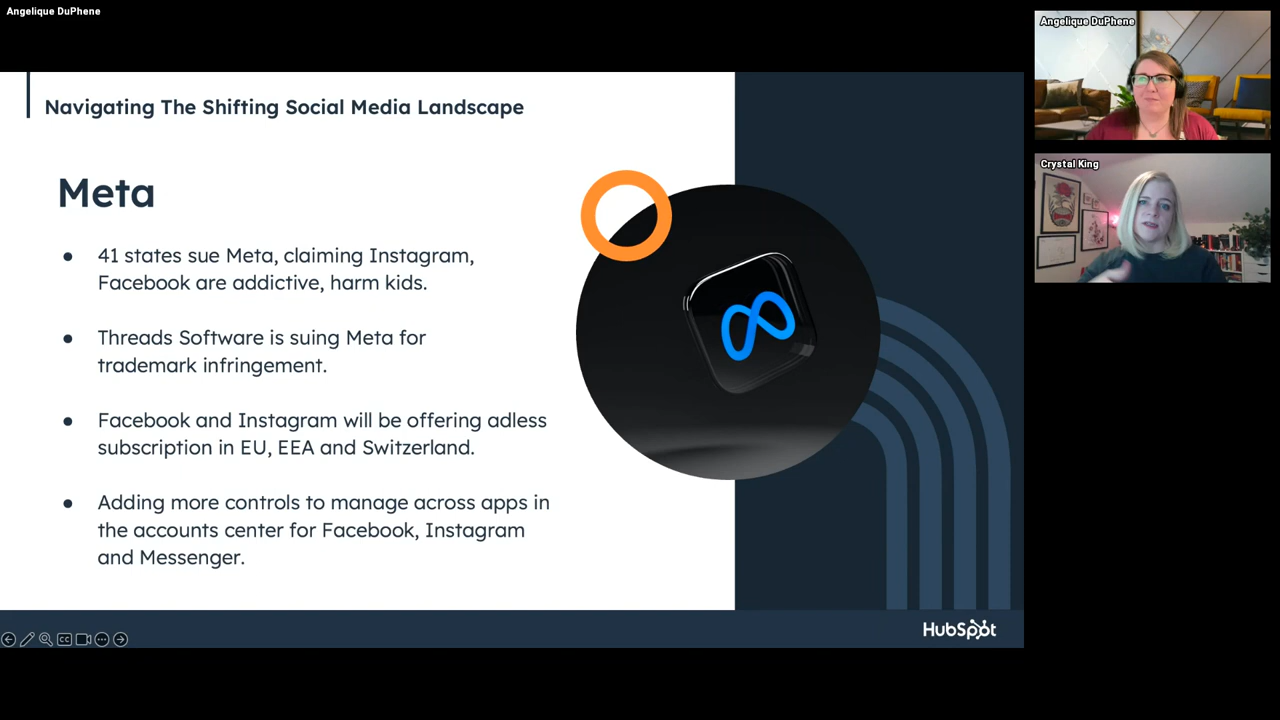 Angelique DuPhene
Angelique DuPhene
Crystal King
Navigating The Shifting Social Media Landscape
Meta
● 41 states sue Meta, claiming Instagram,
Facebook are addictive, harm kids.
● Threads Software is suing Meta for
trademark infringement.
● Facebook and Instagram will be offering adless
subscription in EU, EEA and Switzerland.
● Adding more controls to manage across apps in
the accounts center for Facebook, Instagram
and Messenger.
CC
HubSpot